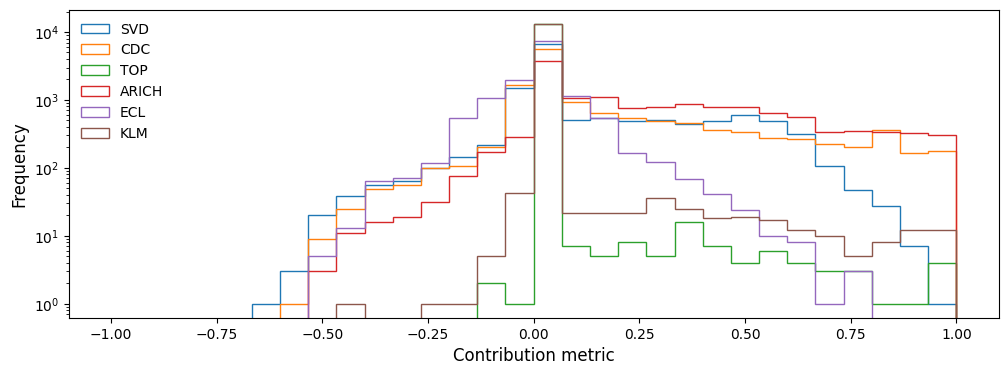 SVD
CDC
TOP
ARICH
ECL
KLM
Frequency
10⁴
10³
10²
10¹
10⁰
−1.00 −0.75 −0.50 −0.25 0.00 0.25 0.50 0.75 1.00
Contribution metric